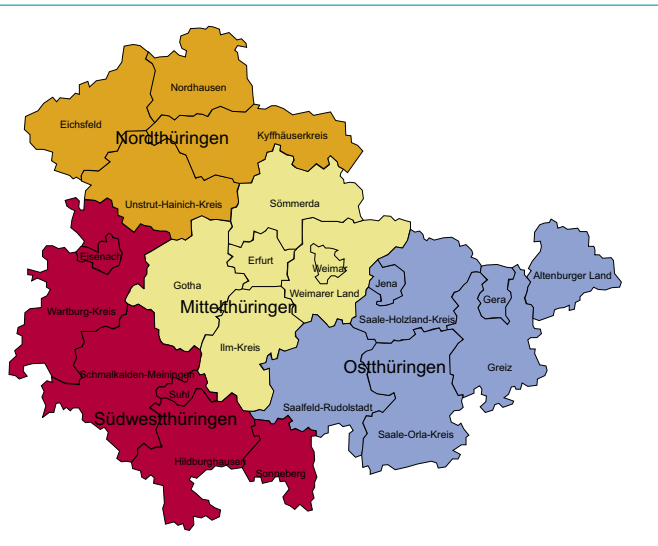 Nordhausen
Eichsfeld
Nordthüringen
Kyffhäuserkreis
Unstrut-Hainich-Kreis
Sömmerda
Eisenach
Erfurt
Weimar
Altenburger Land
Gotha
Jena
Gera
Weimarer Land
Mittelthüringen
Wartburg-Kreis
Saale-Holzland-Kreis
Ilm-Kreis
Ostthüringen
Greiz
Schmalkalden-Meiningen
Suhl
Saalfeld-Rudolstadt
Südwestthüringen
Saale-Orla-Kreis
Hildburghausen
Sonneberg